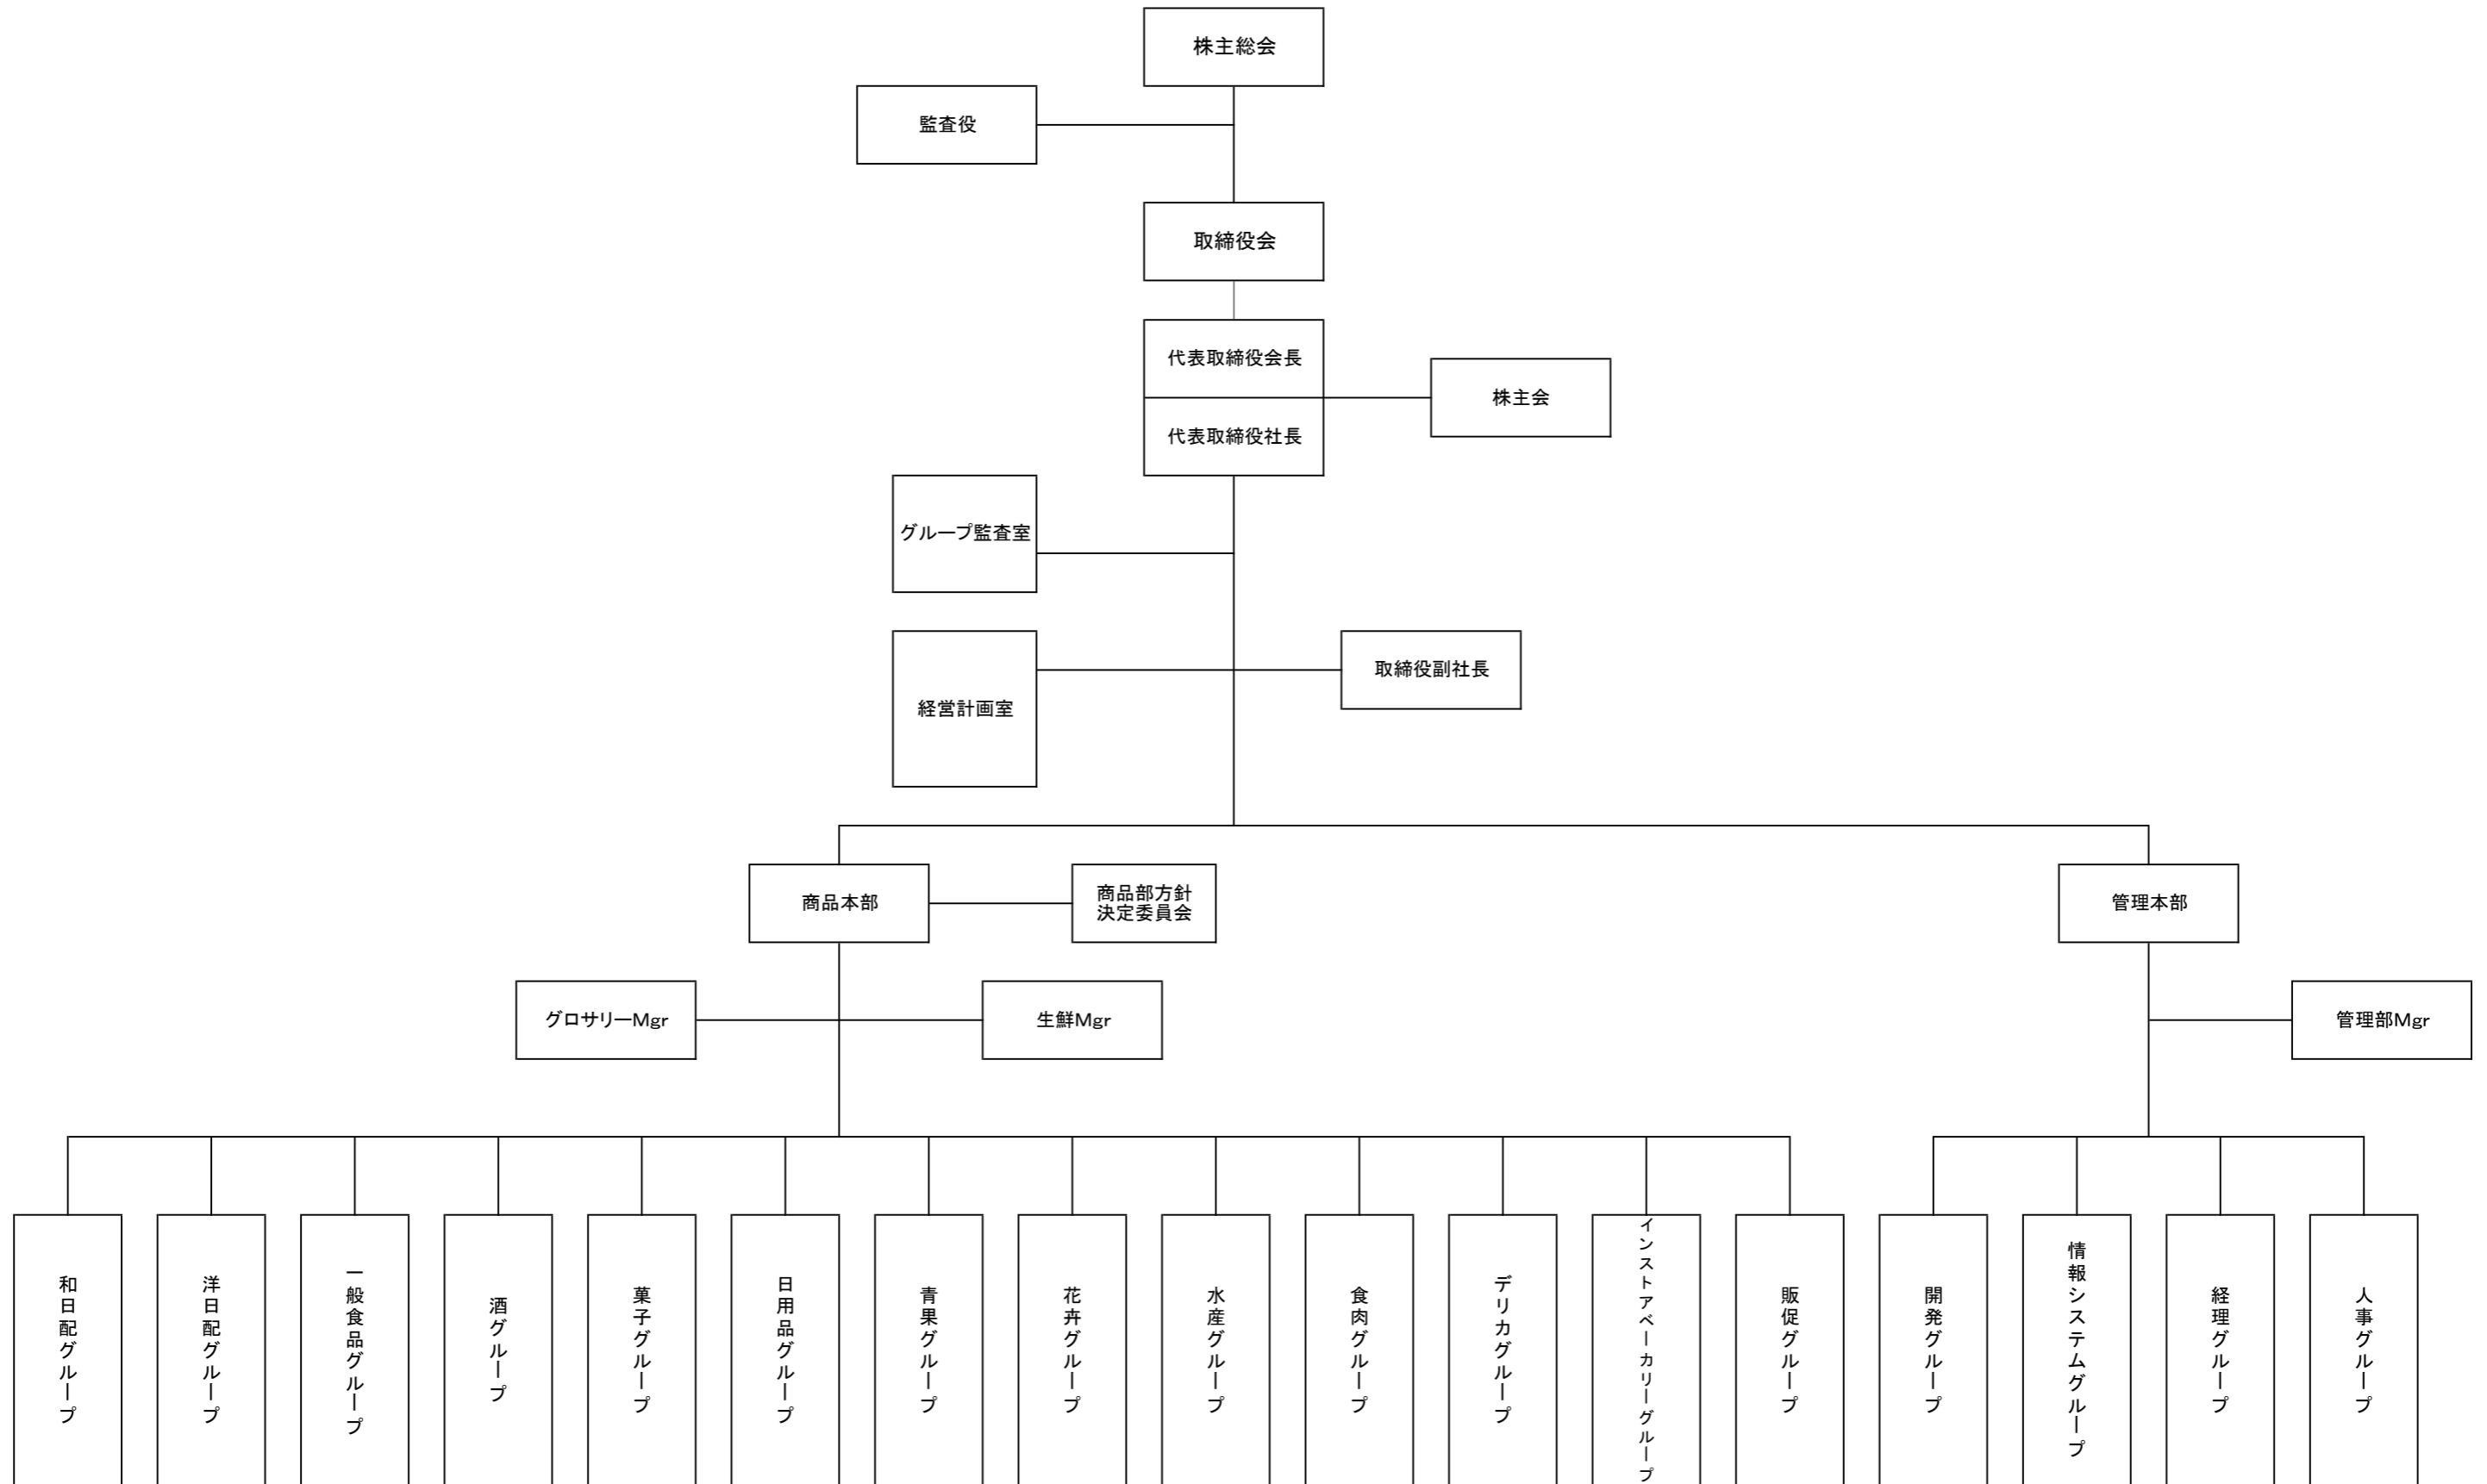 株主総会
監査役
取締役会
代表取締役会長
株主会
代表取締役社長
グループ監査室
取締役副社長
経営計画室
商品本部
商品部方針
決定委員会
管理本部
グロサリーMgr
生鮮Mgr
管理部Mgr
和日配グループ
洋日配グループ
一般食品グループ
酒グループ
菓子グループ
日用品グループ
青果グループ
花卉グループ
水産グループ
食肉グループ
デリカグループ
インストアベーカリーグループ
販促グループ
開発グループ
情報システムグループ
経理グループ
人事グループ